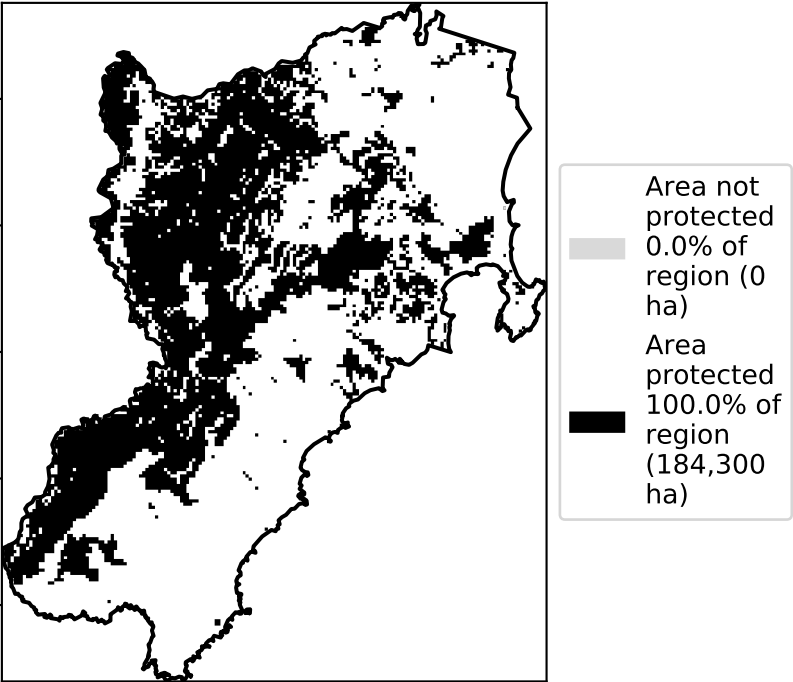 Area not
protected
0.0% of
region (0
ha)
Area
protected
100.0% of
region
(184,300
ha)